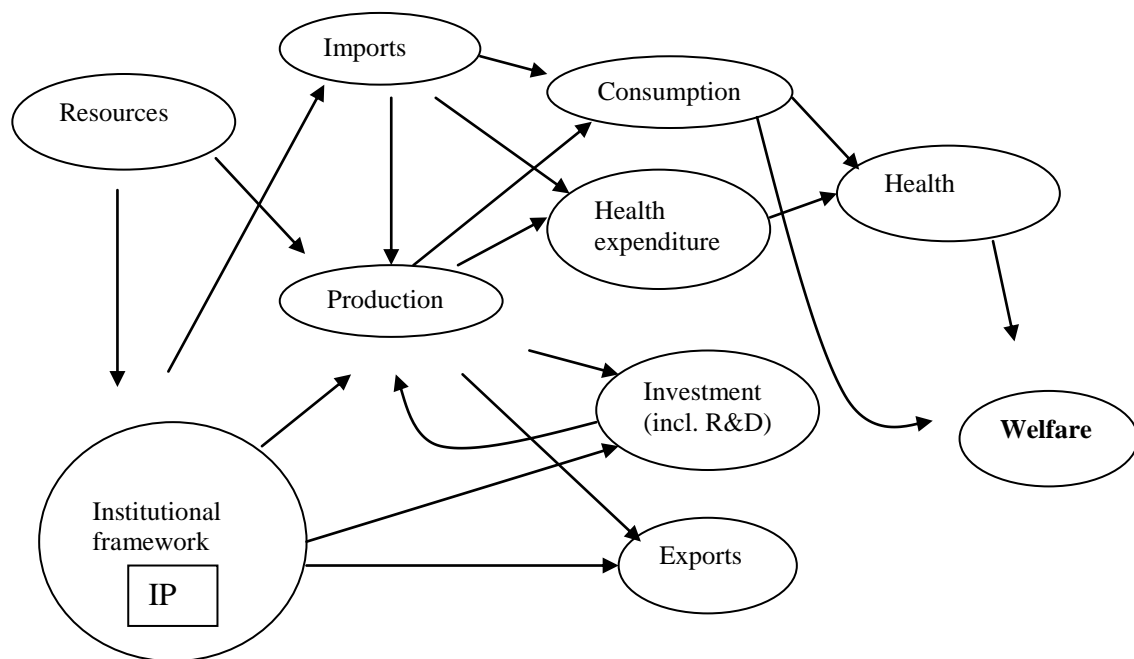 Imports
Resources
Consumption
Health
Health
expenditure
Production
Investment
(incl. R&D)
Welfare
Institutional
framework
Exports
IP